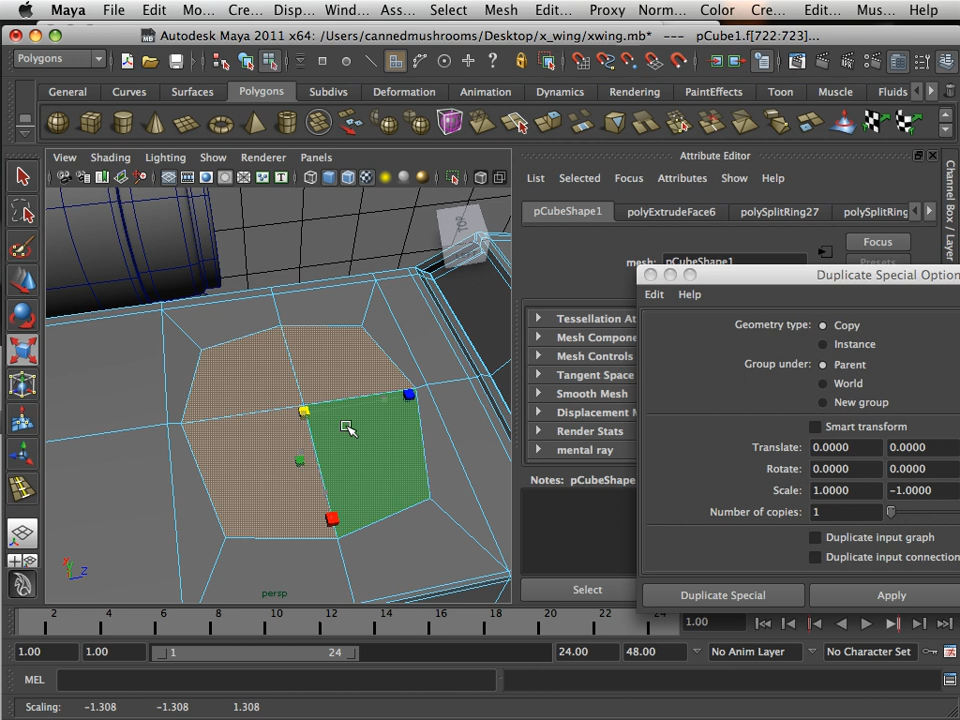 Maya File Edit Mo... Cre... Disp... Wind... Ass... Select Mesh Edit... Proxy Norm... Color Cre... Edit... Mus... Help
Autodesk Maya 2011 x64: /Users/cannedmushrooms/Desktop/x_wing/xwing.mb* --- pCube1.f[722:723]...
Polygons
General Curves Surfaces Polygons Subdivs Deformation Animation Dynamics Rendering PaintEffects Toon Muscle Fluids
View Shading Lighting Show Renderer Panels
Attribute Editor
List Selected Focus Attributes Show Help
pCubeShape1 polyExtrudeFace6 polySplitRing27 polySplitRing
Focus
mesh: pCubeShape1
Presets
Channel Box / Layer
Duplicate Special Option
Edit Help
Geometry type: Copy
Instance
Group under: Parent
World
New group
Smart transform
Translate: 0.0000 0.0000
Rotate: 0.0000 0.0000
Scale: 1.0000 -1.0000
Number of copies: 1
Duplicate input graph
Duplicate input connection
Duplicate Special Apply
Tessellation At
Mesh Compone
Mesh Controls
Tangent Space
Smooth Mesh
Displacement M
Render Stats
mental ray
Notes: pCubeShape
Select
Z
persp
2 4 6 8 10 12 14 16 18 20 22 24
1.00
1.00 1.00 1 24 24.00 48.00 No Anim Layer No Character Set
MEL
Scaling: -1.308 -1.308 1.308